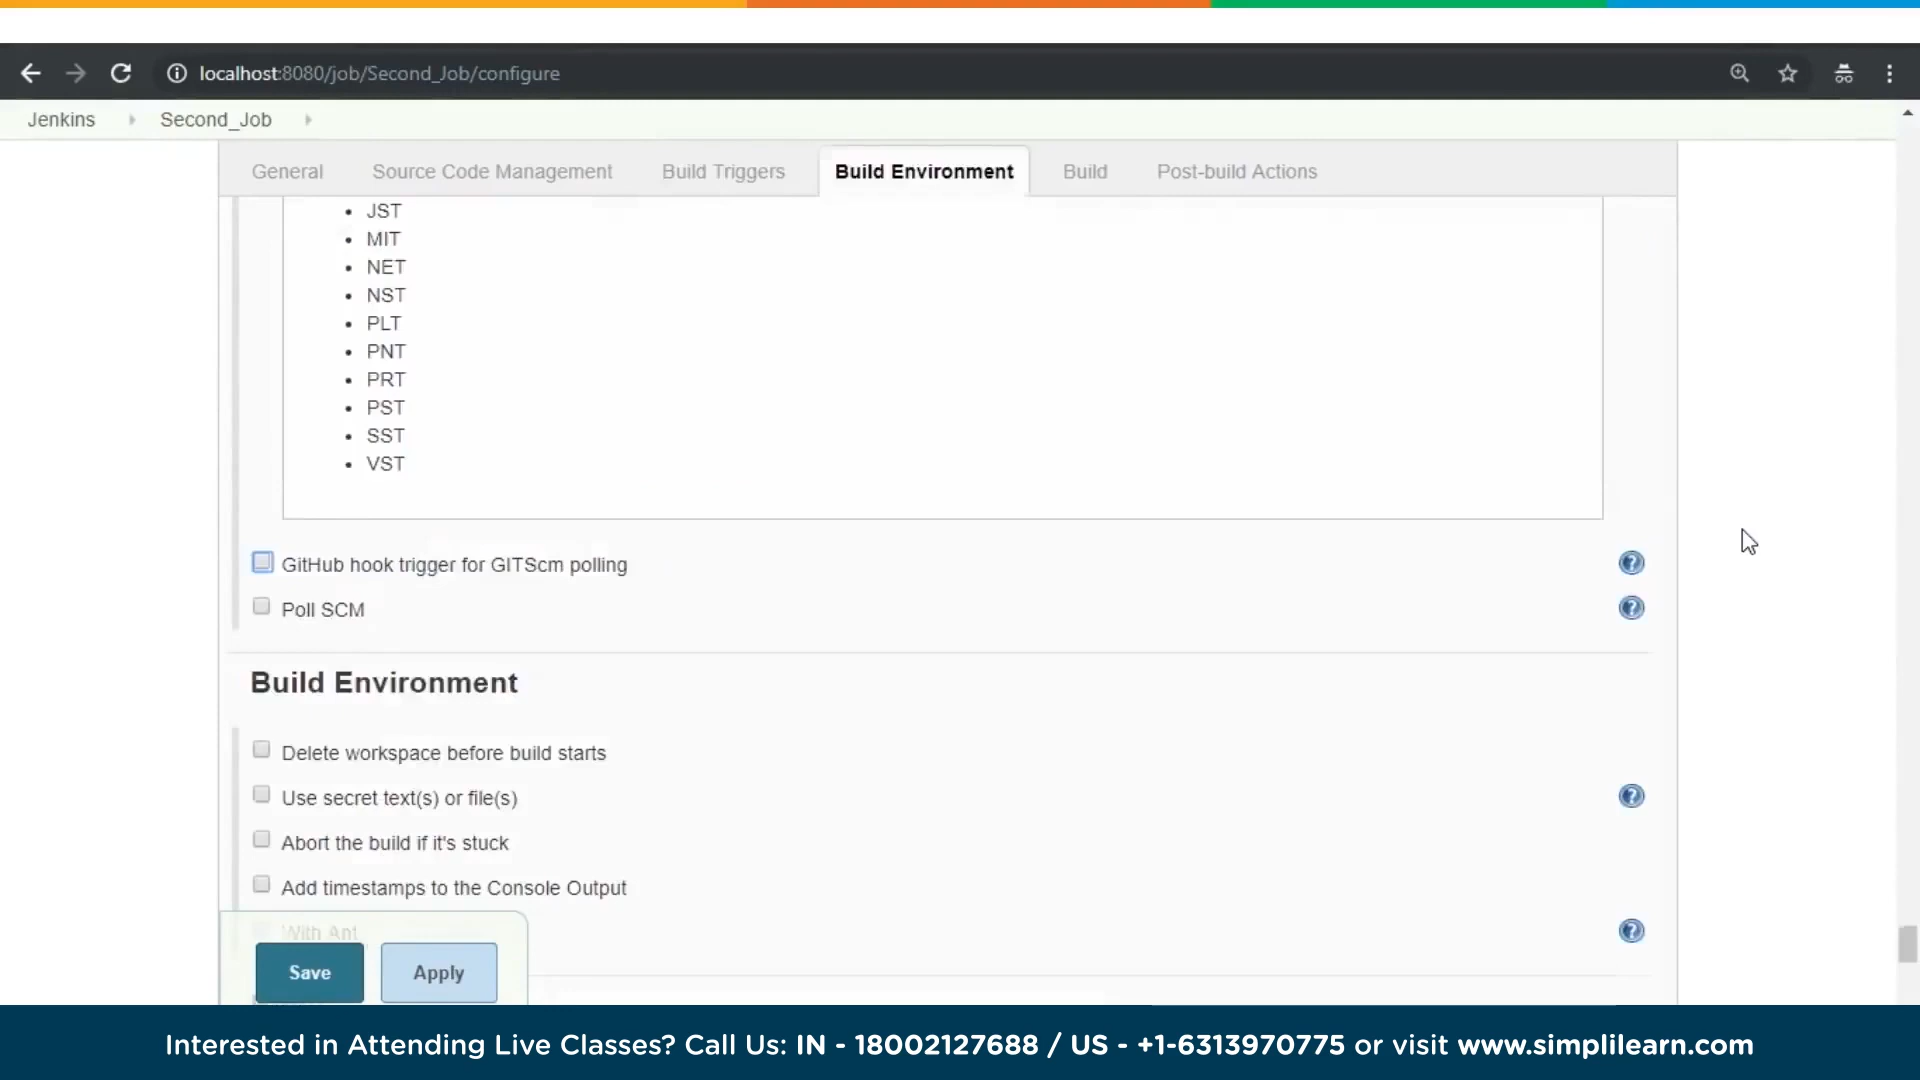 localhost:8080/job/Second_Job/configure
Jenkins Second_Job
General Source Code Management Build Triggers Build Environment Build Post-build Actions
• JST
• MIT
• NET
• NST
• PLT
• PNT
• PRT
• PST
• SST
• VST
GitHub hook trigger for GITScm polling
Poll SCM
Build Environment
Delete workspace before build starts
Use secret text(s) or file(s)
Abort the build if it's stuck
Add timestamps to the Console Output
With Ant
Save Apply
Interested in Attending Live Classes? Call Us: IN - 18002127688 / US - +1-6313970775 or visit www.simplilearn.com